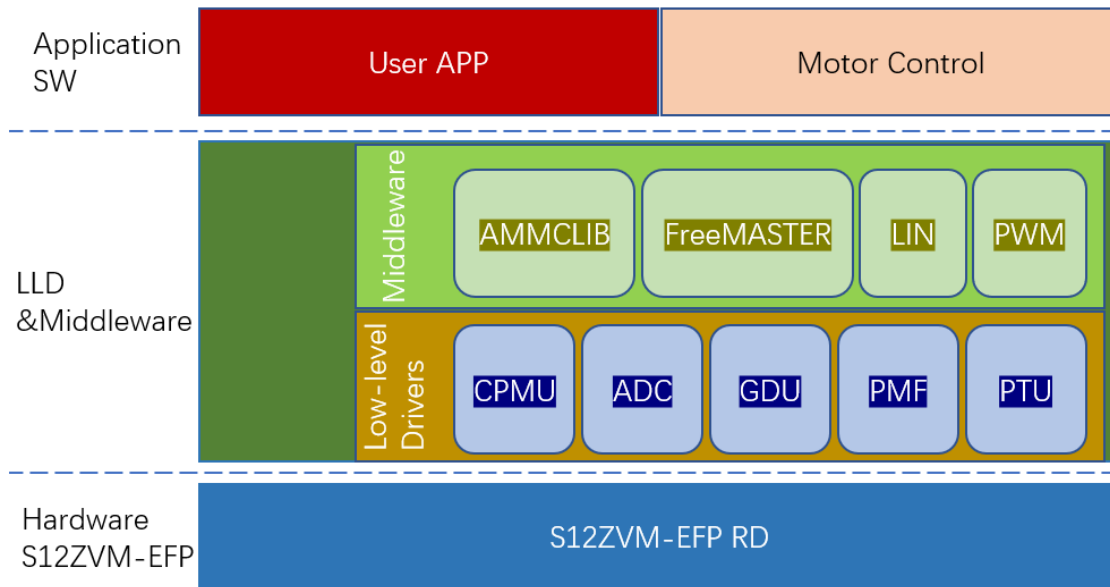 Application
SW
User APP
Motor Control
LLD
&Middleware
Middleware
AMMCLIB
FreeMASTER
LIN
PWM
Low-level
Drivers
CPMU
ADC
GDU
PMF
PTU
Hardware
S12ZVM-EFP
S12ZVM-EFP RD